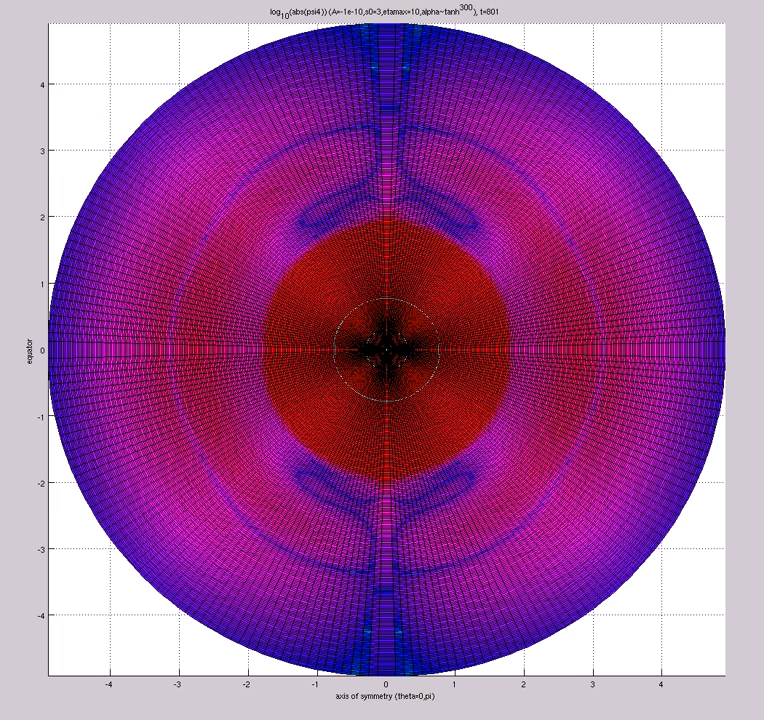 log10(abs(psi4)) (A=-1e-10,s0=3,etamax=10,alpha~tanh300), t=801
4
3
2
1
0
-1
-2
-3
-4
equator
-4 -3 -2 -1 0 1 2 3 4
axis of symmetry (theta=0,pi)